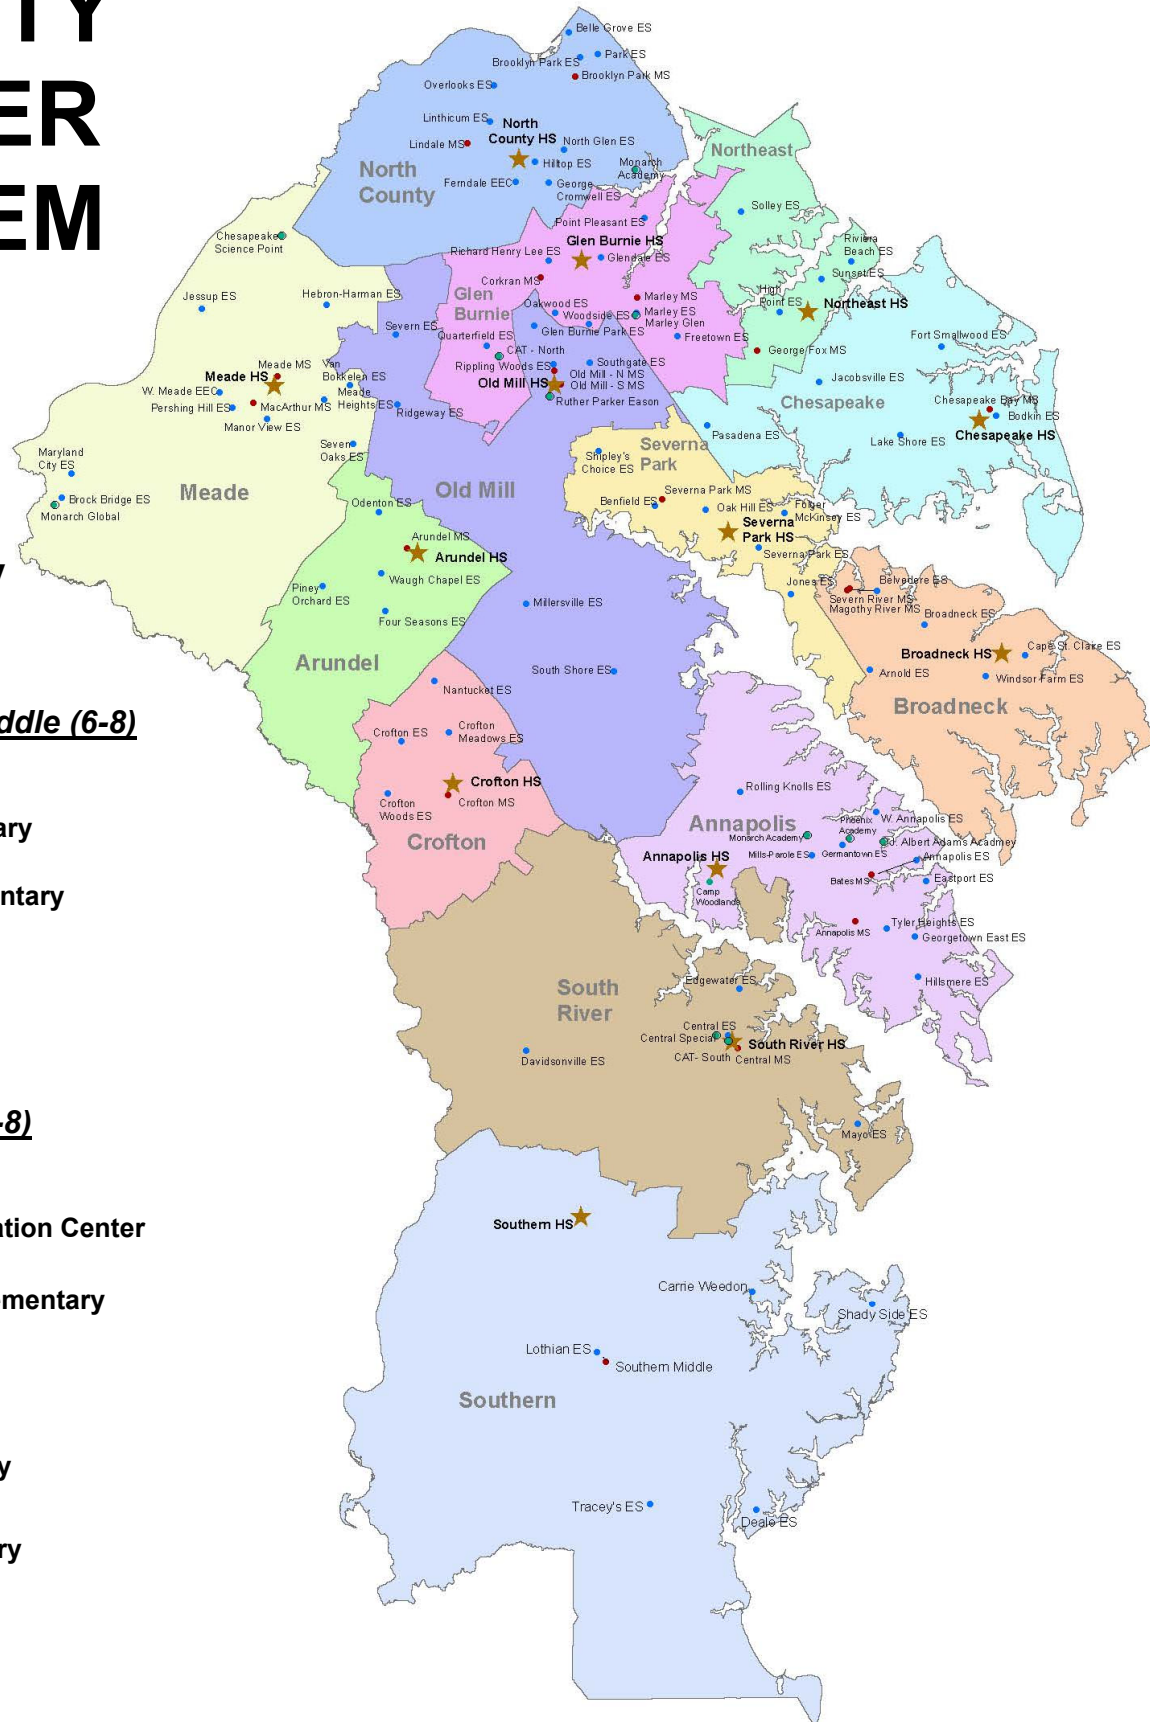 TY
ER
EM
y
ddle (6-8)
ary
ntary
-8)
ation Center
ementary
y
ry
Belle Grove ES
Park ES
Brooklyn Park ES
Brooklyn Park MS
Overlooks ES
Linthicum ES
North
County HS
Lindale MS
North Glen ES
Hilltop ES
Monarch
Academy
North
County
Ferndale EEC
George
Cromwell ES
Northeast
Solley ES
Point Pleasant ES
Glen Burnie HS
Richard Henry Lee ES
Glendale ES
Riviera
Beach ES
Sunset ES
Chesapeake
Science Point
Corkran MS
Glen
Burnie
Marley MS
High
Point ES
Northeast HS
Jessup ES
Hebron-Harman ES
Oakwood ES
Woodside ES
Marley ES
Marley Glen
Severn ES
Glen Burnie Park ES
Quarterfield ES
Freetown ES
Fort Smallwood ES
CAT - North
George Fox MS
Rippling Woods ES
Southgate ES
Old Mill - N MS
Old Mill HS
Old Mill - S MS
Ruther Parker Eason
Meade MS
Van
Bokkelen ES
Meade HS
W. Meade EEC
Meade
Heights ES
Pershing Hill ES
MacArthur MS
Manor View ES
Ridgeway ES
Jacobsville ES
Chesapeake
Chesapeake Bay MS
Bodkin ES
Chesapeake HS
Lake Shore ES
Pasadena ES
Severna
Park
Seven
Oaks ES
Shipley's
Choice ES
Maryland
City ES
Brock Bridge ES
Monarch Global
Meade
Old Mill
Severna Park MS
Benfield ES
Oak Hill ES
Folger
McKinsey ES
Odenton ES
Severna
Park HS
Severna Park ES
Arundel MS
Arundel HS
Waugh Chapel ES
Piney
Orchard ES
Four Seasons ES
Millersville ES
Jones ES
Belvedere ES
Severn River MS
Magothy River MS
Broadneck ES
Broadneck HS
Cape St. Claire ES
Arnold ES
Windsor Farm ES
Broadneck
Arundel
South Shore ES
Nantucket ES
Crofton ES
Crofton
Meadows ES
Crofton HS
Crofton MS
Crofton
Woods ES
Crofton
Rolling Knolls ES
Annapolis
Phoenix
Academy
W. Annapolis ES
Monarch Academy
J. Albert Adams Acadmey
Mills-Parole ES
Germantown ES
Annapolis ES
Annapolis HS
Bates MS
Eastport ES
Camp
Woodlands
Annapolis MS
Tyler Heights ES
Georgetown East ES
Hillsmere ES
South
River
Edgewater ES
Central ES
Central Special
South River HS
CAT- South
Central MS
Davidsonville ES
Mayo ES
Southern HS
Carrie Weedon
Shady Side ES
Lothian ES
Southern Middle
Southern
Tracey's ES
Deale ES